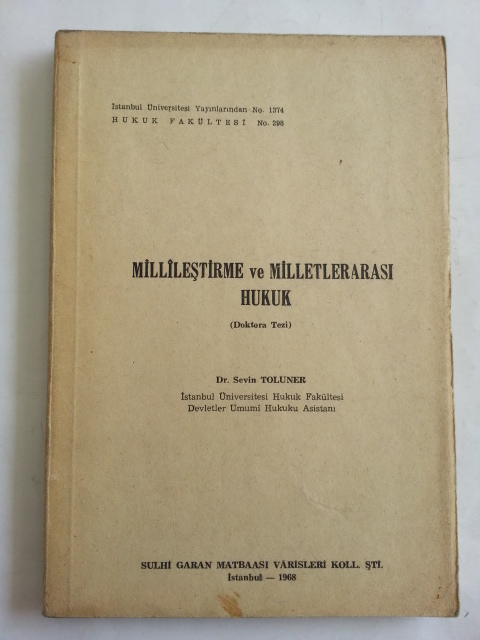 İstanbul Üniversitesi Yayınlarından No. 1374
HUKUK FAKÜLTESİ No. 298
MİLLÎLEŞTİRME ve MİLLETLERARASI
HUKUK
(Doktora Tezi)
Dr. Sevin TOLUNER
İstanbul Üniversitesi Hukuk Fakültesi
Devletler Umumî Hukuku Asistanı
SULHİ GARAN MATBAASI VÂRİSLERİ KOLL. ŞTİ.
İstanbul — 1968